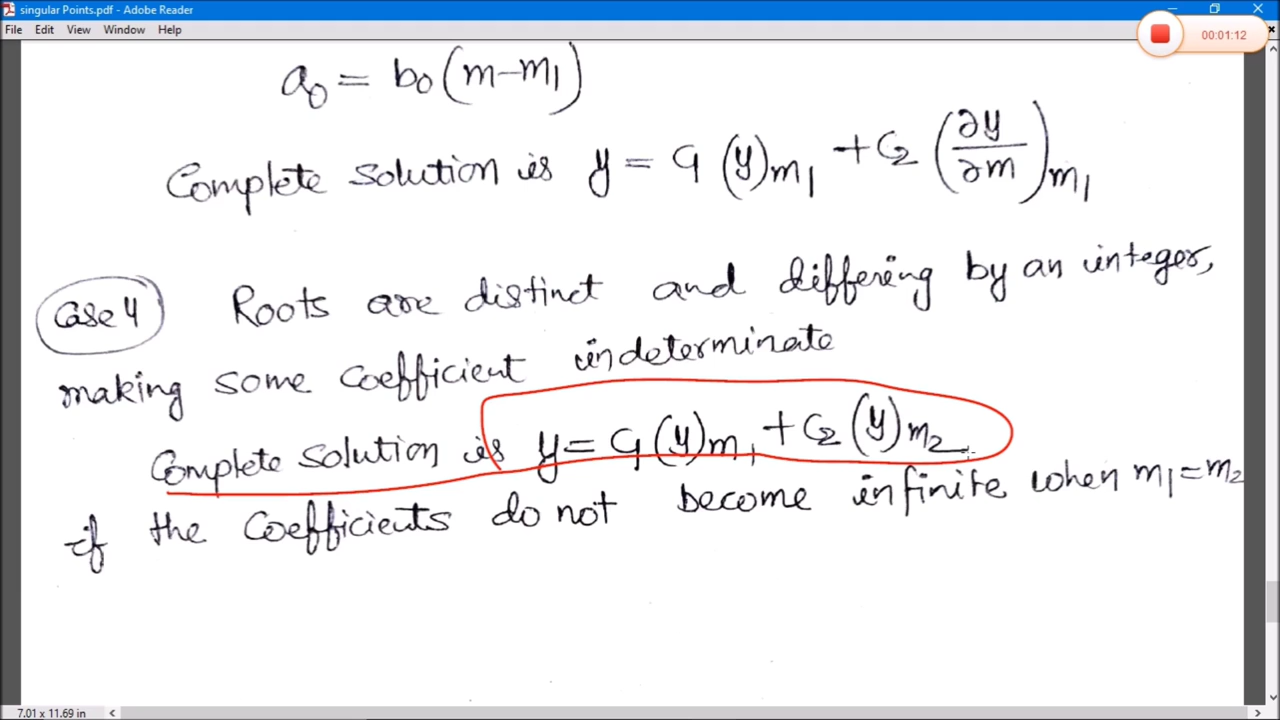 singular Points.pdf - Adobe Reader
File Edit View Window Help
00:01:12
a₀ = b₀(m-m₁)
Complete solution is y = C₁ (y)m₁ + C₂ (∂y/∂m)m₁
Case 4 Roots are distinct and differing by an integer,
making some coefficient indeterminate
Complete solution is y = C₁(y)m₁ + C₂(y)m₂
if the coefficients do not become infinite when m₁=m₂
7.01 x 11.69 in